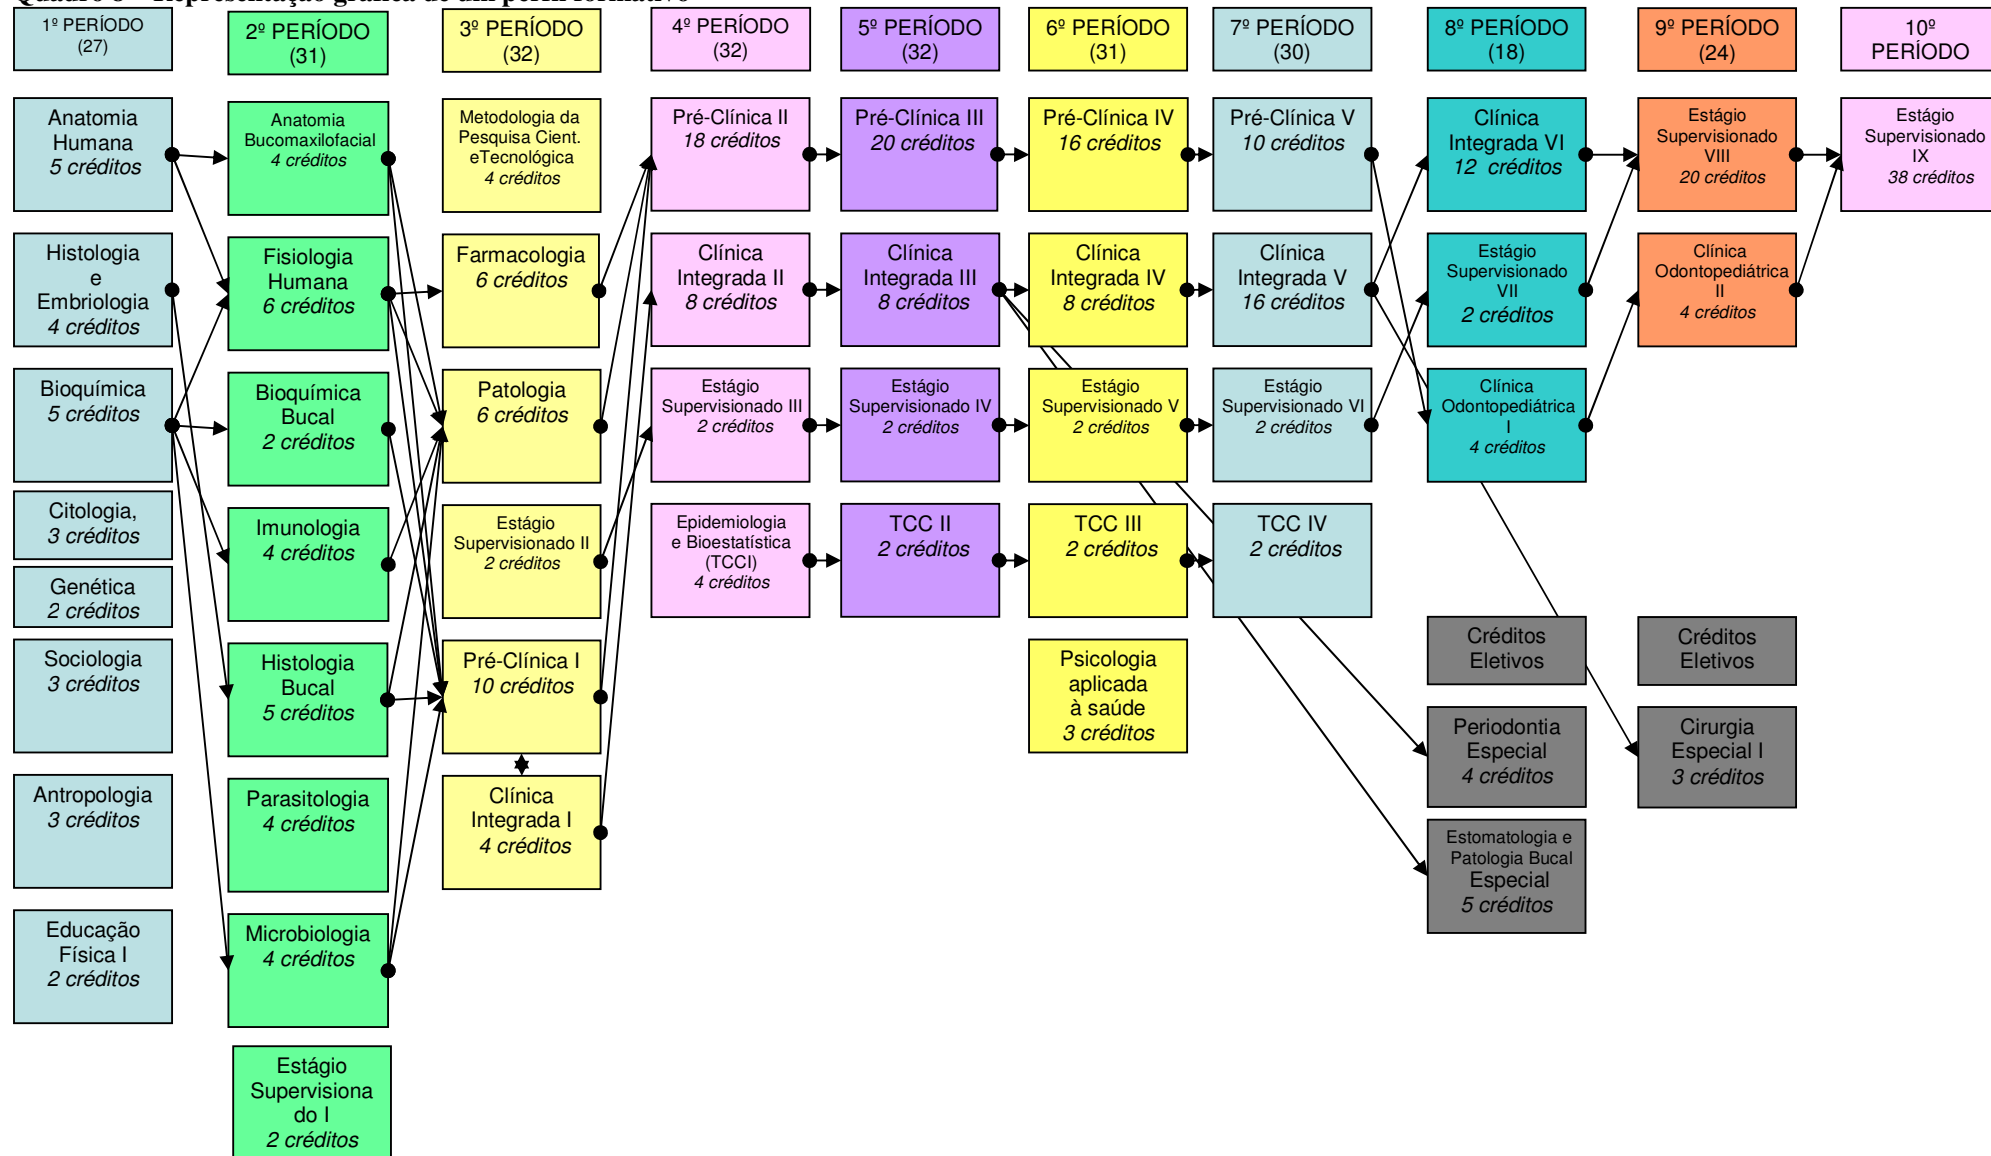 Quadro 8 – Representação gráfica de um perfil formativo
1º PERÍODO
(27)
2º PERÍODO
(31)
3º PERÍODO
(32)
4º PERÍODO
(32)
5º PERÍODO
(32)
6º PERÍODO
(31)
7º PERÍODO
(30)
8º PERÍODO
(18)
9º PERÍODO
(24)
10º
PERÍODO
Anatomia
Humana
5 créditos
Histologia
e
Embriologia
4 créditos
Bioquímica
5 créditos
Citologia,
3 créditos
Genética
2 créditos
Sociologia
3 créditos
Antropologia
3 créditos
Educação
Física I
2 créditos
Anatomia
Bucomaxilofacial
4 créditos
Fisiologia
Humana
6 créditos
Bioquímica
Bucal
2 créditos
Imunologia
4 créditos
Histologia
Bucal
5 créditos
Parasitologia
4 créditos
Microbiologia
4 créditos
Estágio
Supervisiona
do I
2 créditos
Metodologia da
Pesquisa Cient.
eTecnológica
4 créditos
Farmacologia
6 créditos
Patologia
6 créditos
Estágio
Supervisionado II
2 créditos
Pré-Clínica I
10 créditos
Clínica
Integrada I
4 créditos
Pré-Clínica II
18 créditos
Clínica
Integrada II
8 créditos
Estágio
Supervisionado III
2 créditos
Epidemiologia
e Bioestatística
(TCCI)
4 créditos
Pré-Clínica III
20 créditos
Clínica
Integrada III
8 créditos
Estágio
Supervisionado IV
2 créditos
TCC II
2 créditos
Pré-Clínica IV
16 créditos
Clínica
Integrada IV
8 créditos
Estágio
Supervisionado V
2 créditos
TCC III
2 créditos
Psicologia
aplicada
à saúde
3 créditos
Pré-Clínica V
10 créditos
Clínica
Integrada V
16 créditos
Estágio
Supervisionado VI
2 créditos
TCC IV
2 créditos
Clínica
Integrada VI
12 créditos
Estágio
Supervisionado
VII
2 créditos
Clínica
Odontopediátrica
I
4 créditos
Créditos
Eletivos
Periodontia
Especial
4 créditos
Estomatologia e
Patologia Bucal
Especial
5 créditos
Estágio
Supervisionado
VIII
20 créditos
Clínica
Odontopediátrica
II
4 créditos
Créditos
Eletivos
Cirurgia
Especial I
3 créditos
Estágio
Supervisionado
IX
38 créditos